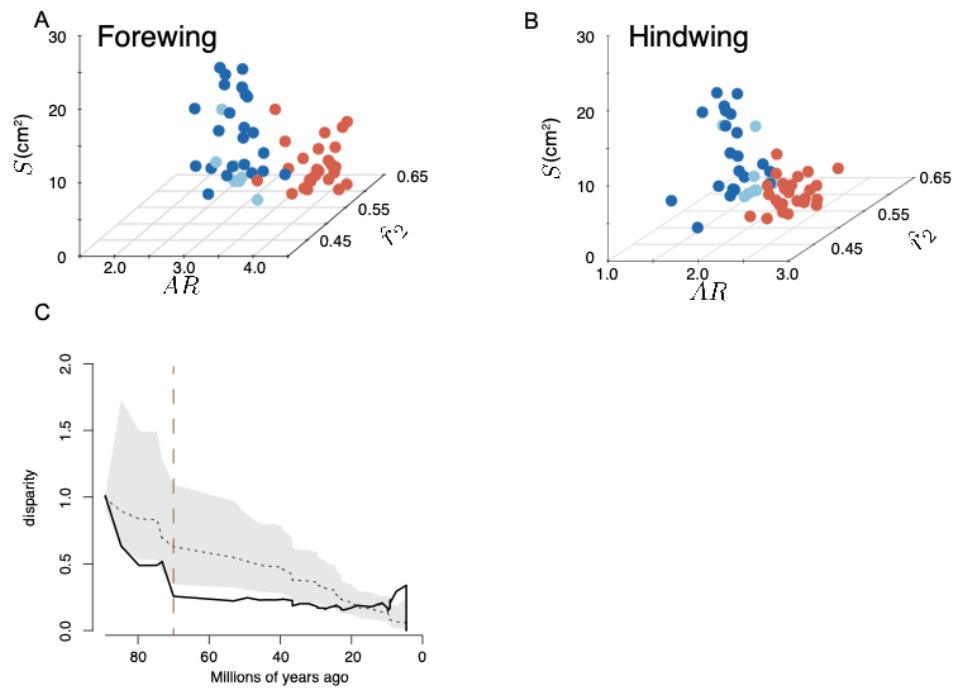 A
Forewing
30
20
10
0
S(cm²)
2.0
3.0
4.0
AR
0.45
0.55
0.65
r̂₂
B
Hindwing
30
20
10
0
S(cm²)
1.0
2.0
3.0
AR
0.45
0.55
0.65
r̂₂
C
2.0
1.5
1.0
0.5
0.0
disparity
80
60
40
20
0
Millions of years ago